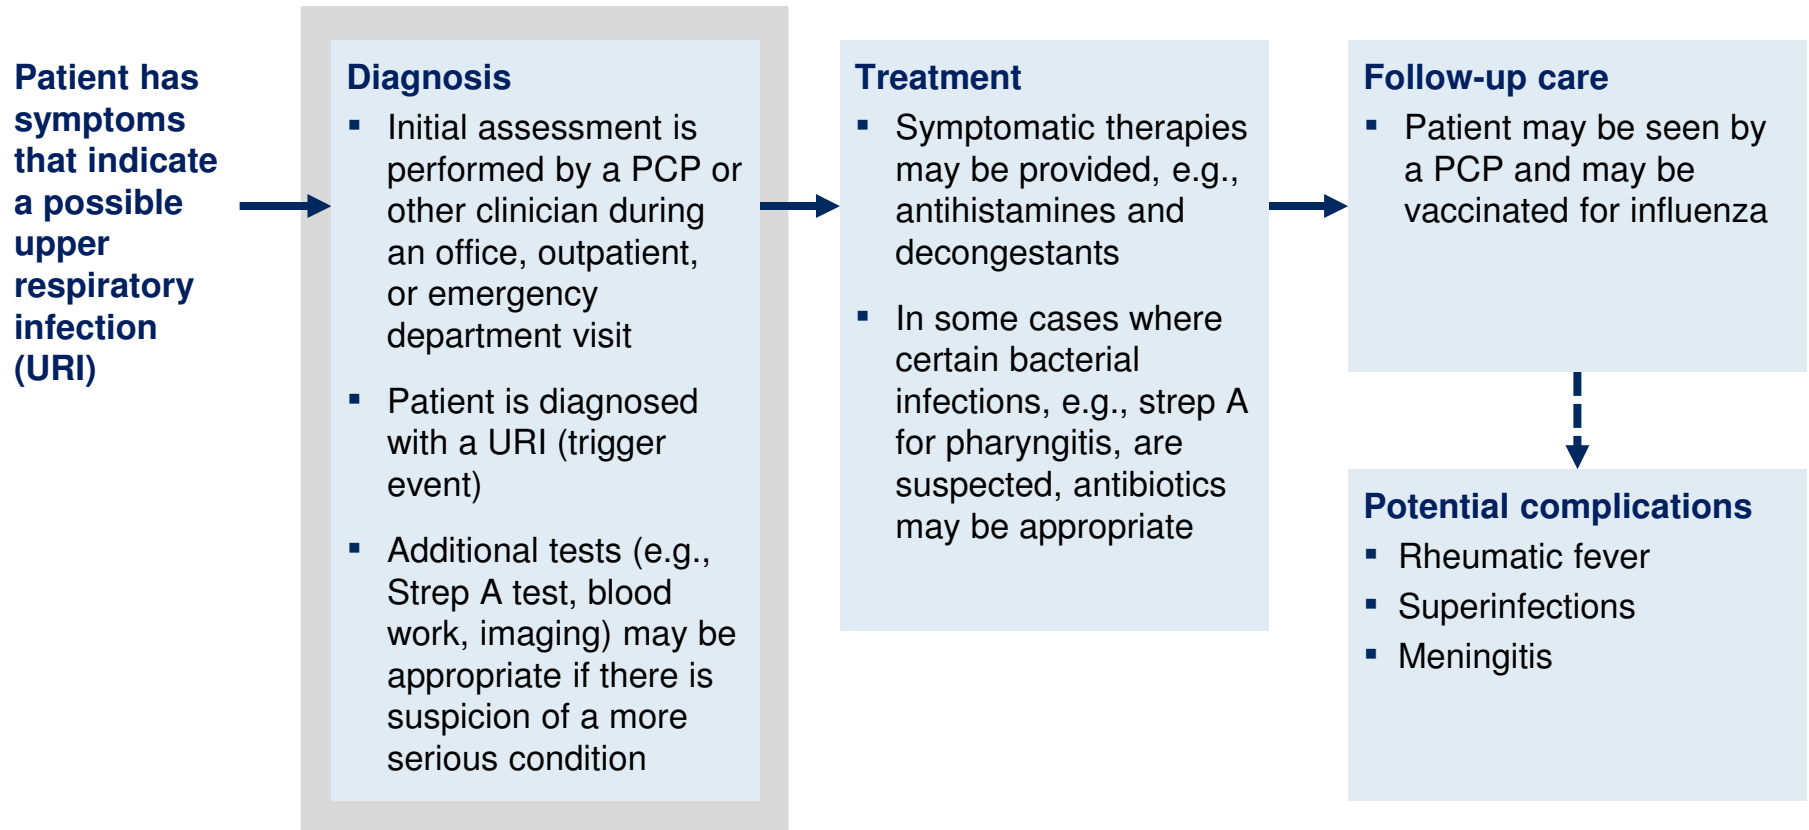 Patient has
symptoms
that indicate
a possible
upper
respiratory
infection
(URI)
Diagnosis
▪ Initial assessment is
performed by a PCP or
other clinician during
an office, outpatient,
or emergency
department visit
▪ Patient is diagnosed
with a URI (trigger
event)
▪ Additional tests (e.g.,
Strep A test, blood
work, imaging) may be
appropriate if there is
suspicion of a more
serious condition
Treatment
▪ Symptomatic therapies
may be provided, e.g.,
antihistamines and
decongestants
▪ In some cases where
certain bacterial
infections, e.g., strep A
for pharyngitis, are
suspected, antibiotics
may be appropriate
Follow-up care
▪ Patient may be seen by
a PCP and may be
vaccinated for influenza
Potential complications
▪ Rheumatic fever
▪ Superinfections
▪ Meningitis